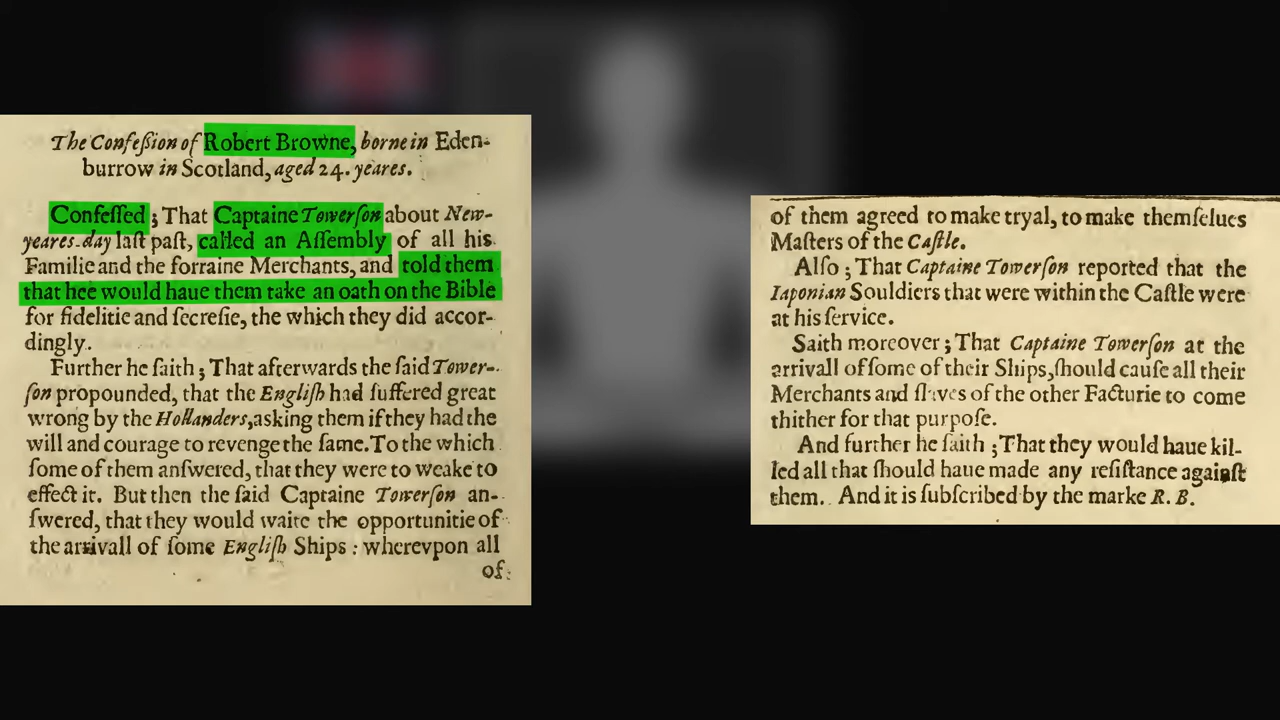 The Confeſſion of Robert Browne, borne in Eden-
burrow in Scotland, aged 24. yeares.
Confeſſed ; That Captaine Towerſon about New-
yeares-day laſt paſt, called an Aſſembly of all his
Familie and the forraine Merchants, and told them
that hee would haue them take an oath on the Bible
for fidelitie and ſecreſie, the which they did accor-
dingly.
Further he ſaith ; That afterwards the ſaid Tower-
ſon propounded, that the Engliſh had ſuffered great
wrong by the Hollanders,asking them if they had the
will and courage to revenge the ſame. To the which
ſome of them anſwered, that they were to weake to
effect it. But then the ſaid Captaine Towerſon an-
ſwered, that they would waite the opportunitie of
the arrivall of ſome Engliſh Ships : wherevpon all
of
of them agreed to make tryal, to make themſelues
Maſters of the Caſtle.
Alſo ; That Captaine Towerſon reported that the
Iaponian Souldiers that were within the Caſtle were
at his ſervice.
Saith moreover ; That Captaine Towerſon at the
arrivall of ſome of their Ships,ſhould cauſe all their
Merchants and ſlaves of the other Facturie to come
thither for that purpoſe.
And further he ſaith ; That they would haue kil-
led all that ſhould haue made any reſiſtance againſt
them. And it is ſubſcribed by the marke R. B.